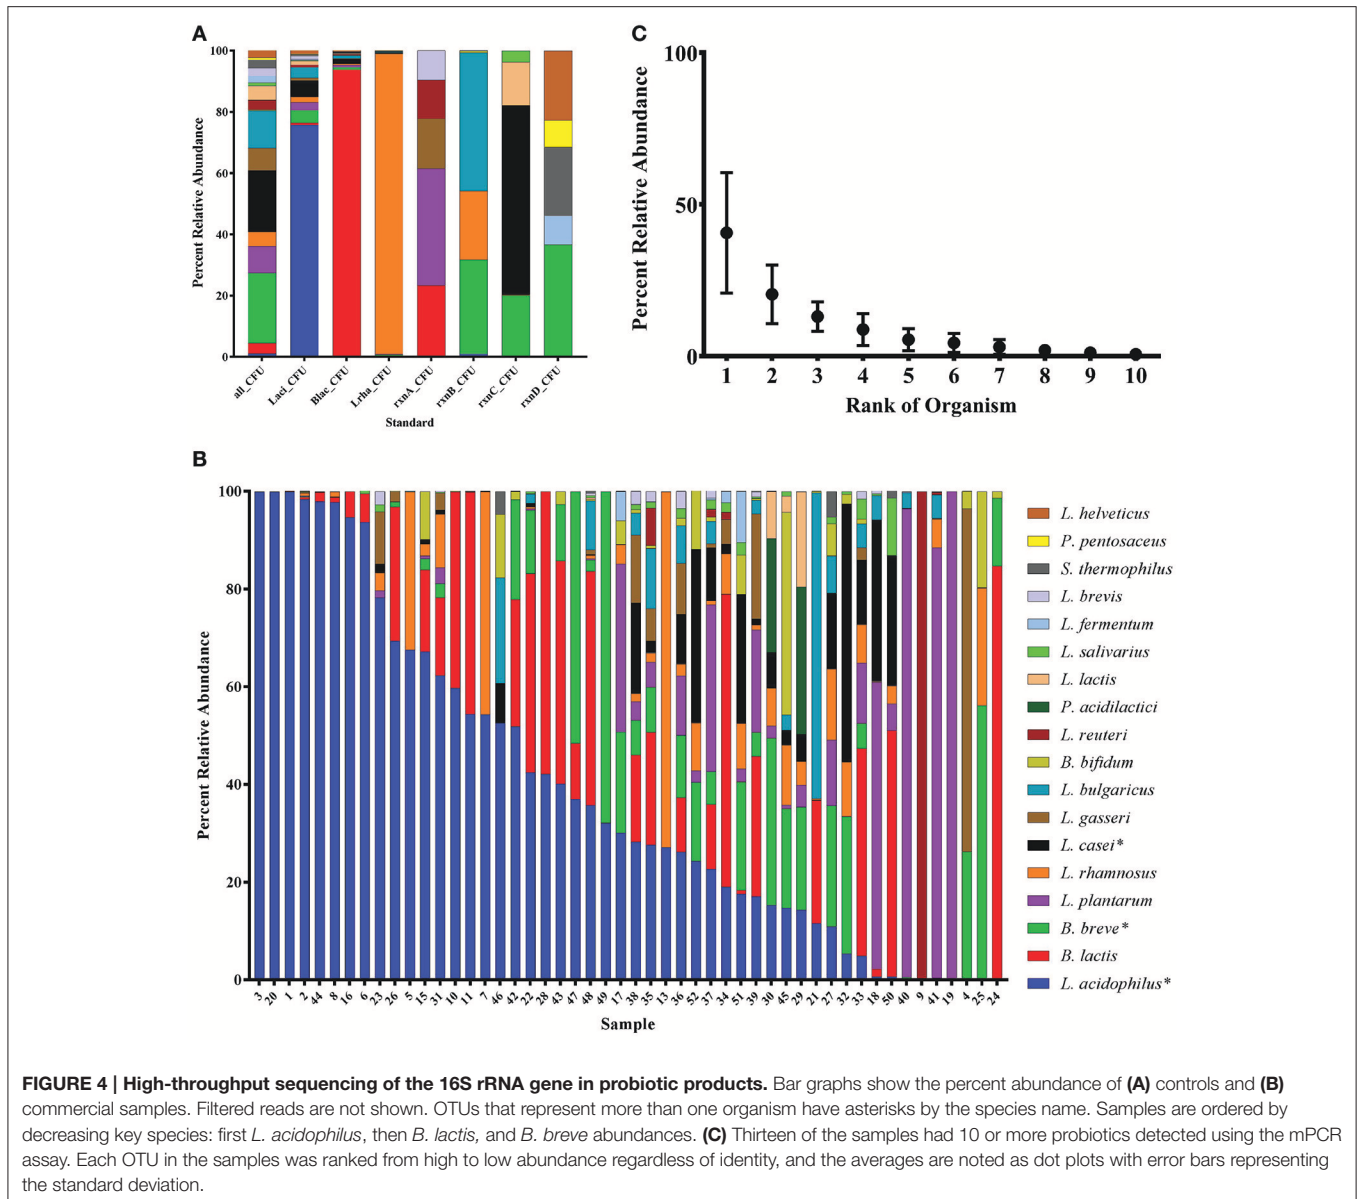 A
100
80
60
40
20
0
Percent Relative Abundance
all_CFU
Laci_CFU
Blac_CFU
Lrha_CFU
rxnA_CFU
rxnB_CFU
rxnC_CFU
rxnD_CFU
Standard
C
100
50
0
Percent Relative Abundance
1 2 3 4 5 6 7 8 9 10
Rank of Organism
B
100
80
60
40
20
0
Percent Relative Abundance
3 20 1 2 44 8 16 6 23 26 5 15 31 10 11 7 46 42 22 28 43 47 48 49 17 38 35 13 36 52 37 34 51 39 30 45 29 21 27 32 33 18 50 40 9 41 19 4 25 24
Sample
L. helveticus
P. pentosaceus
S. thermophilus
L. brevis
L. fermentum
L. salivarius
L. lactis
P. acidilactici
L. reuteri
B. bifidum
L. bulgaricus
L. gasseri
L. casei*
L. rhamnosus
L. plantarum
B. breve*
B. lactis
L. acidophilus*
FIGURE 4 | High-throughput sequencing of the 16S rRNA gene in probiotic products. Bar graphs show the percent abundance of (A) controls and (B)
commercial samples. Filtered reads are not shown. OTUs that represent more than one organism have asterisks by the species name. Samples are ordered by
decreasing key species: first L. acidophilus, then B. lactis, and B. breve abundances. (C) Thirteen of the samples had 10 or more probiotics detected using the mPCR
assay. Each OTU in the samples was ranked from high to low abundance regardless of identity, and the averages are noted as dot plots with error bars representing
the standard deviation.